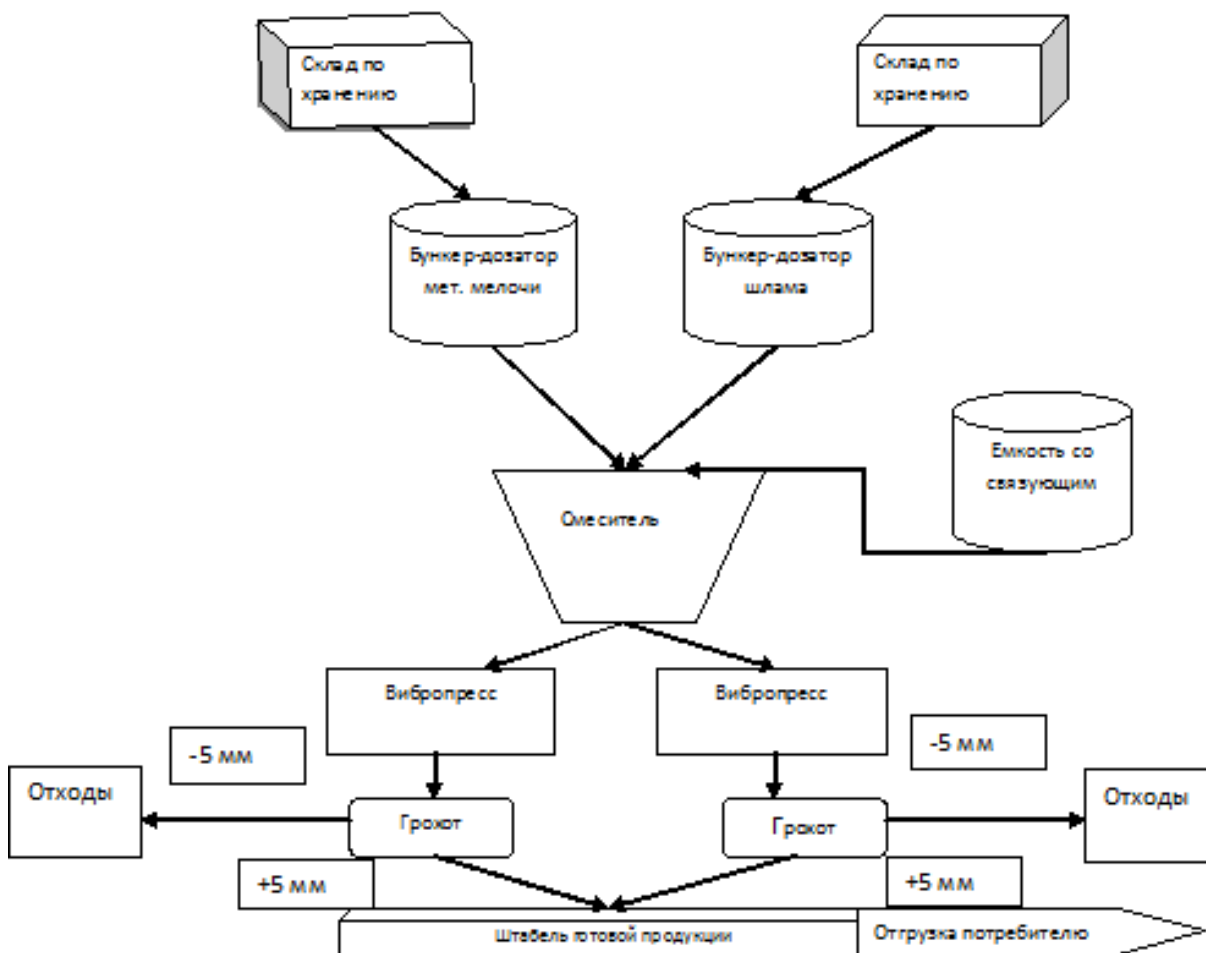 Склад по
хранению
Склад по
хранению
Бункер-дозатор
мет. мелочи
Бункер-дозатор
шлама
Емкость со
связующим
Смеситель
Вибропресс
Вибропресс
-5 мм
-5 мм
Отходы
Отходы
Грохот
Грохот
+5 мм
+5 мм
Штабель готовой продукции
Отгрузка потребителю